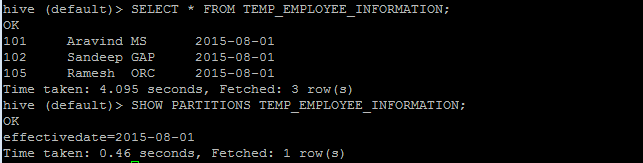 hive (default)> SELECT * FROM TEMP_EMPLOYEE_INFORMATION;
OK
101     Aravind MS      2015-08-01
102     Sandeep GAP     2015-08-01
105     Ramesh  ORC     2015-08-01
Time taken: 4.095 seconds, Fetched: 3 row(s)
hive (default)> SHOW PARTITIONS TEMP_EMPLOYEE_INFORMATION;
OK
effectivedate=2015-08-01
Time taken: 0.46 seconds, Fetched: 1 row(s)